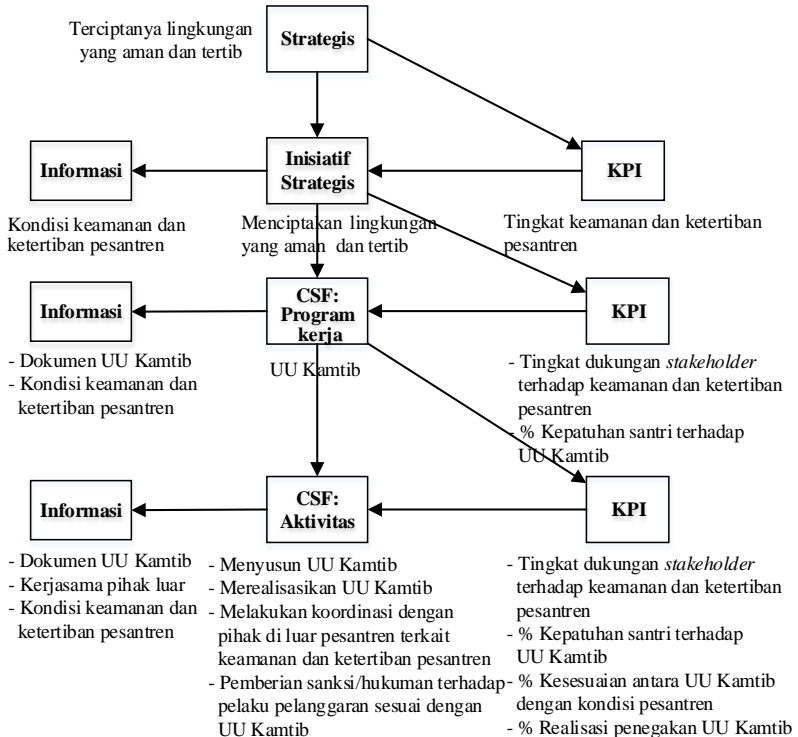 Terciptanya lingkungan
yang aman dan tertib
Strategis
Informasi
Inisiatif
Strategis
KPI
Kondisi keamanan dan
ketertiban pesantren
Menciptakan lingkungan
yang aman dan tertib
Tingkat keamanan dan ketertiban
pesantren
Informasi
CSF:
Program
kerja
KPI
- Dokumen UU Kamtib
- Kondisi keamanan dan
ketertiban pesantren
UU Kamtib
- Tingkat dukungan stakeholder
terhadap keamanan dan ketertiban
pesantren
- % Kepatuhan santri terhadap
UU Kamtib
Informasi
CSF:
Aktivitas
KPI
- Dokumen UU Kamtib
- Kerjasama pihak luar
- Kondisi keamanan dan
ketertiban pesantren
- Menyusun UU Kamtib
- Merealisasikan UU Kamtib
- Melakukan koordinasi dengan
pihak di luar pesantren terkait
keamanan dan ketertiban pesantren
- Pemberian sanksi/hukuman terhadap
pelaku pelanggaran sesuai dengan
UU Kamtib
- Tingkat dukungan stakeholder
terhadap keamanan dan ketertiban
pesantren
- % Kepatuhan santri terhadap
UU Kamtib
- % Kesesuaian antara UU Kamtib
dengan kondisi pesantren
- % Realisasi penegakan UU Kamtib